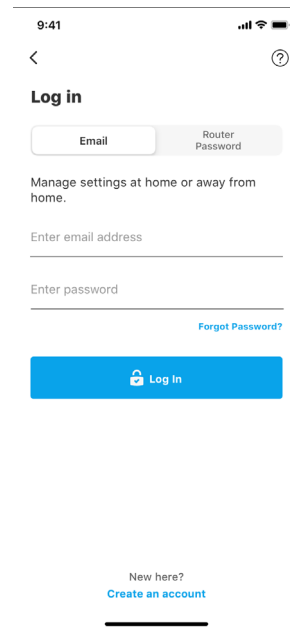 9:41
Log in
Email
Router
Password
Manage settings at home or away from
home.
Enter email address
Enter password
Forgot Password?
Log In
New here?
Create an account